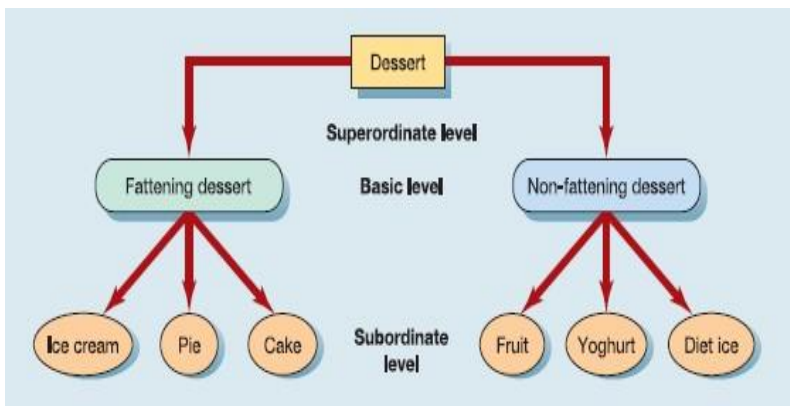 Dessert
Superordinate level
Fattening dessert
Basic level
Non-fattening dessert
Ice cream
Pie
Cake
Subordinate
level
Fruit
Yoghurt
Diet ice